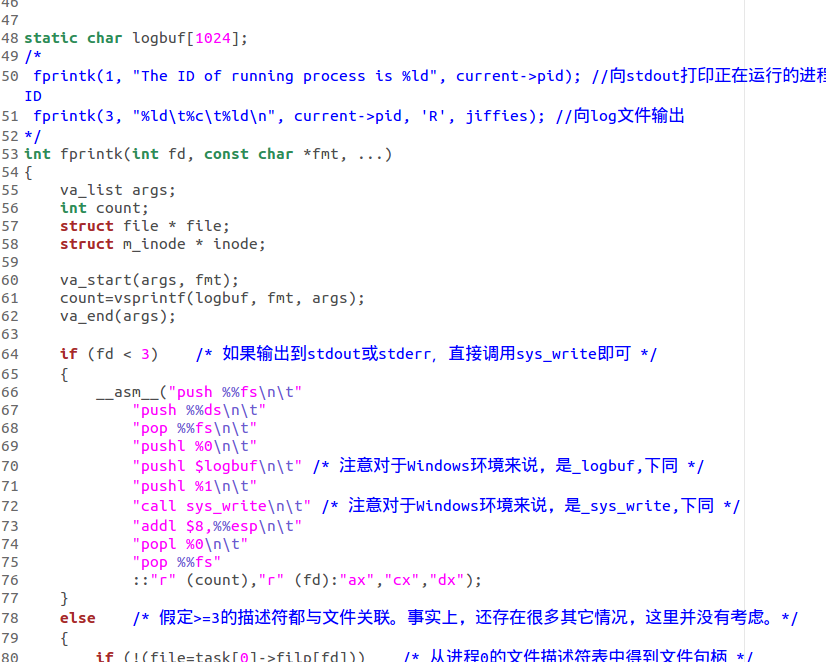 46
47
48 static char logbuf[1024];
49 /*
50  fprintk(1, "The ID of running process is %ld", current->pid); //向stdout打印正在运行的进程
ID
51  fprintk(3, "%ld\t%c\t%ld\n", current->pid, 'R', jiffies); //向log文件输出
52 */
53 int fprintk(int fd, const char *fmt, ...)
54 {
55     va_list args;
56     int count;
57     struct file * file;
58     struct m_inode * inode;
59
60     va_start(args, fmt);
61     count=vsprintf(logbuf, fmt, args);
62     va_end(args);
63
64     if (fd < 3)    /* 如果输出到stdout或stderr，直接调用sys_write即可 */
65     {
66         __asm__("push %%fs\n\t"
67             "push %%ds\n\t"
68             "pop %%fs\n\t"
69             "pushl %0\n\t"
70             "pushl $logbuf\n\t" /* 注意对于Windows环境来说，是_logbuf,下同 */
71             "pushl %1\n\t"
72             "call sys_write\n\t" /* 注意对于Windows环境来说，是_sys_write,下同 */
73             "addl $8,%%esp\n\t"
74             "popl %0\n\t"
75             "pop %%fs"
76             ::"r" (count),"r" (fd):"ax","cx","dx");
77     }
78     else    /* 假定>=3的描述符都与文件关联。事实上，还存在很多其它情况，这里并没有考虑。*/
79     {
80         if (!(file=task[0]->filp[fd]))    /* 从进程0的文件描述符表中得到文件句柄 */